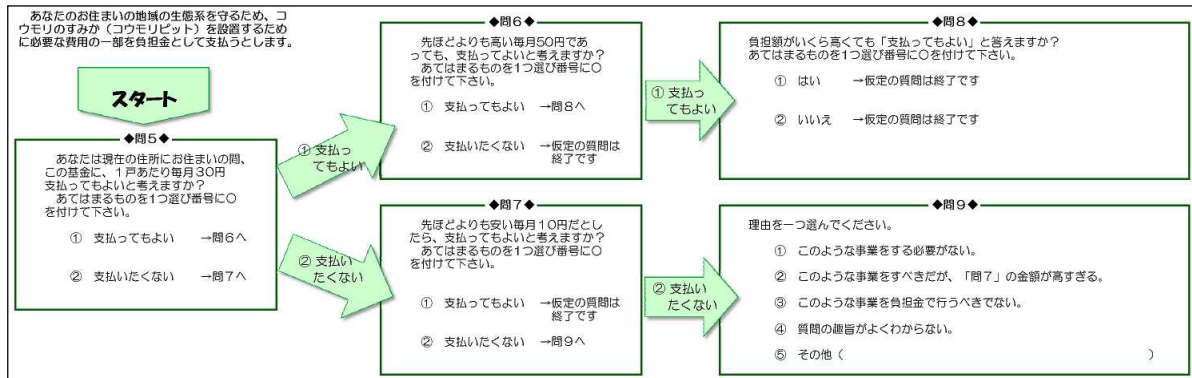 あなたのお住まいの地域の生態系を守るため、コ
ウモリのすみか（コウモリピット）を設置するため
に必要な費用の一部を負担金として支払うとします。
スタート
◆問５◆
あなたは現在の住所にお住まいの間、
この基金に、１戸あたり毎月３０円
支払ってもよいと考えますか？
あてはまるものを1つ選び番号に○
を付けて下さい。
① 支払ってもよい →問６へ
② 支払いたくない →問７へ
① 支払っ
てもよい
② 支払い
たくない
◆問６◆
先ほどよりも高い毎月50円であ
っても、支払ってよいと考えますか？
あてはまるものを1つ選び番号に○
を付けて下さい。
① 支払ってもよい →問８へ
② 支払いたくない →仮定の質問は
終了です
◆問７◆
先ほどよりも安い毎月１０円だとし
たら、支払ってもよいと考えますか？
あてはまるものを1つ選び番号に○
を付けて下さい。
① 支払ってもよい →仮定の質問は
終了です
② 支払いたくない →問９へ
① 支払っ
てもよい
② 支払い
たくない
◆問８◆
負担額がいくら高くても「支払ってもよい」と答えますか？
あてはまるものを1つ選び番号に○を付けて下さい。
① はい →仮定の質問は終了です
② いいえ →仮定の質問は終了です
◆問９◆
理由を一つ選んでください。
① このような事業をする必要がない。
② このような事業をすべきだが、「問７」の金額が高すぎる。
③ このような事業を負担金で行うべきでない。
④ 質問の趣旨がよくわからない。
⑤ その他（ ）